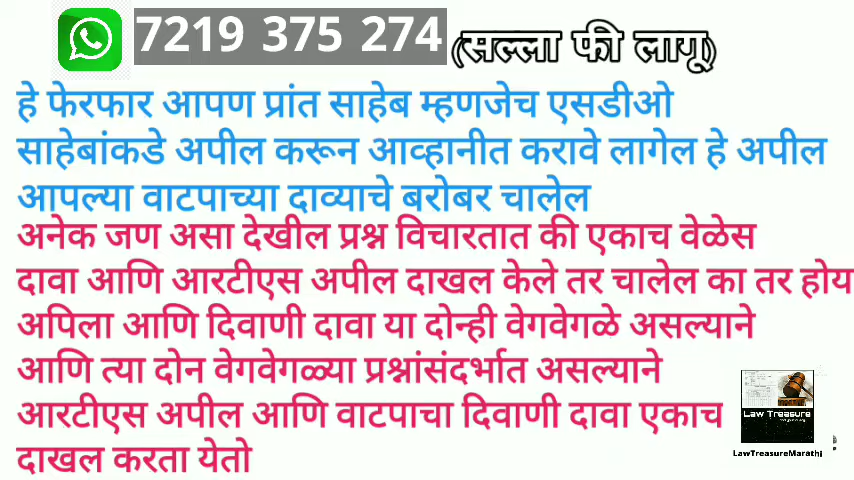 7219 375 274 (सल्ला फी लागू)
हे फेरफार आपण प्रांत साहेब म्हणजेच एसडीओ
साहेबांकडे अपील करून आव्हानीत करावे लागेल हे अपील
आपल्या वाटपाच्या दाव्याचे बरोबर चालेल
अनेक जण असा देखील प्रश्न विचारतात की एकाच वेळेस
दावा आणि आरटीएस अपील दाखल केले तर चालेल का तर होय
अपिला आणि दिवाणी दावा या दोन्ही वेगवेगळे असल्याने
आणि त्या दोन वेगवेगळ्या प्रश्नांसंदर्भात असल्याने
आरटीएस अपील आणि वाटपाचा दिवाणी दावा एकाच
दाखल करता येतो
Law Treasure
LawTreasureMarathi